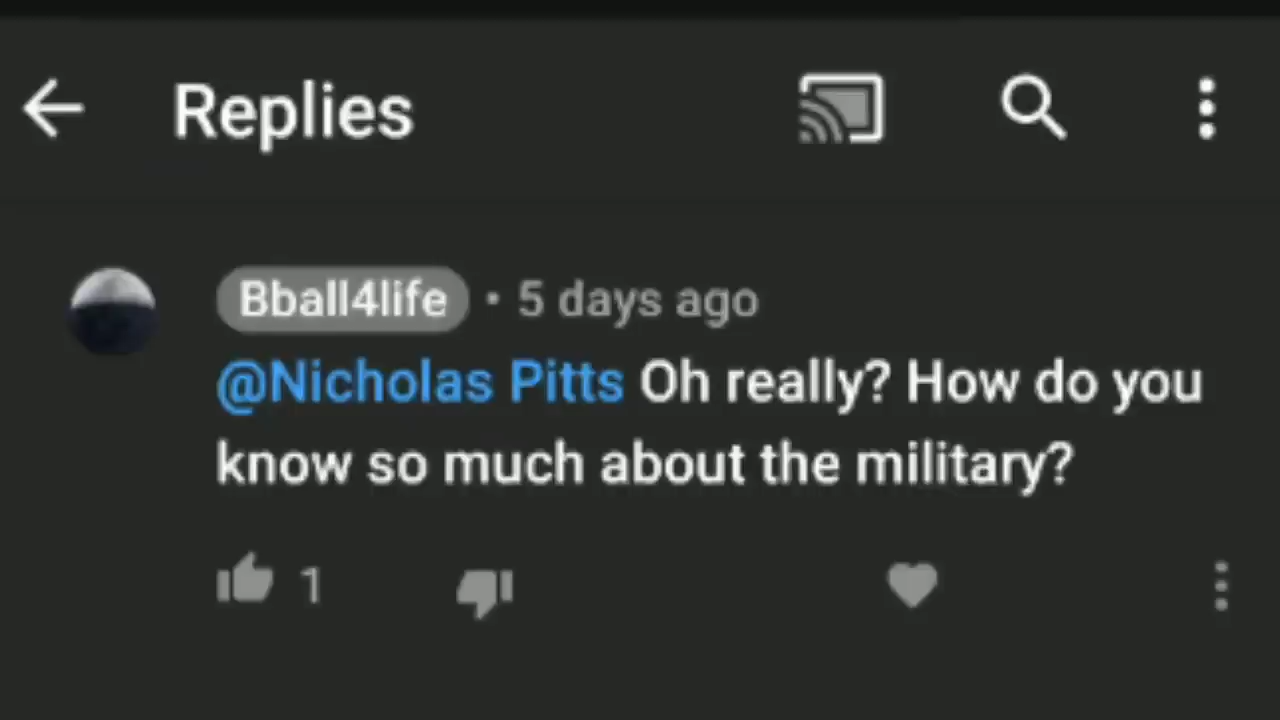 Replies
Bball4life • 5 days ago
@Nicholas Pitts Oh really? How do you
know so much about the military?
1